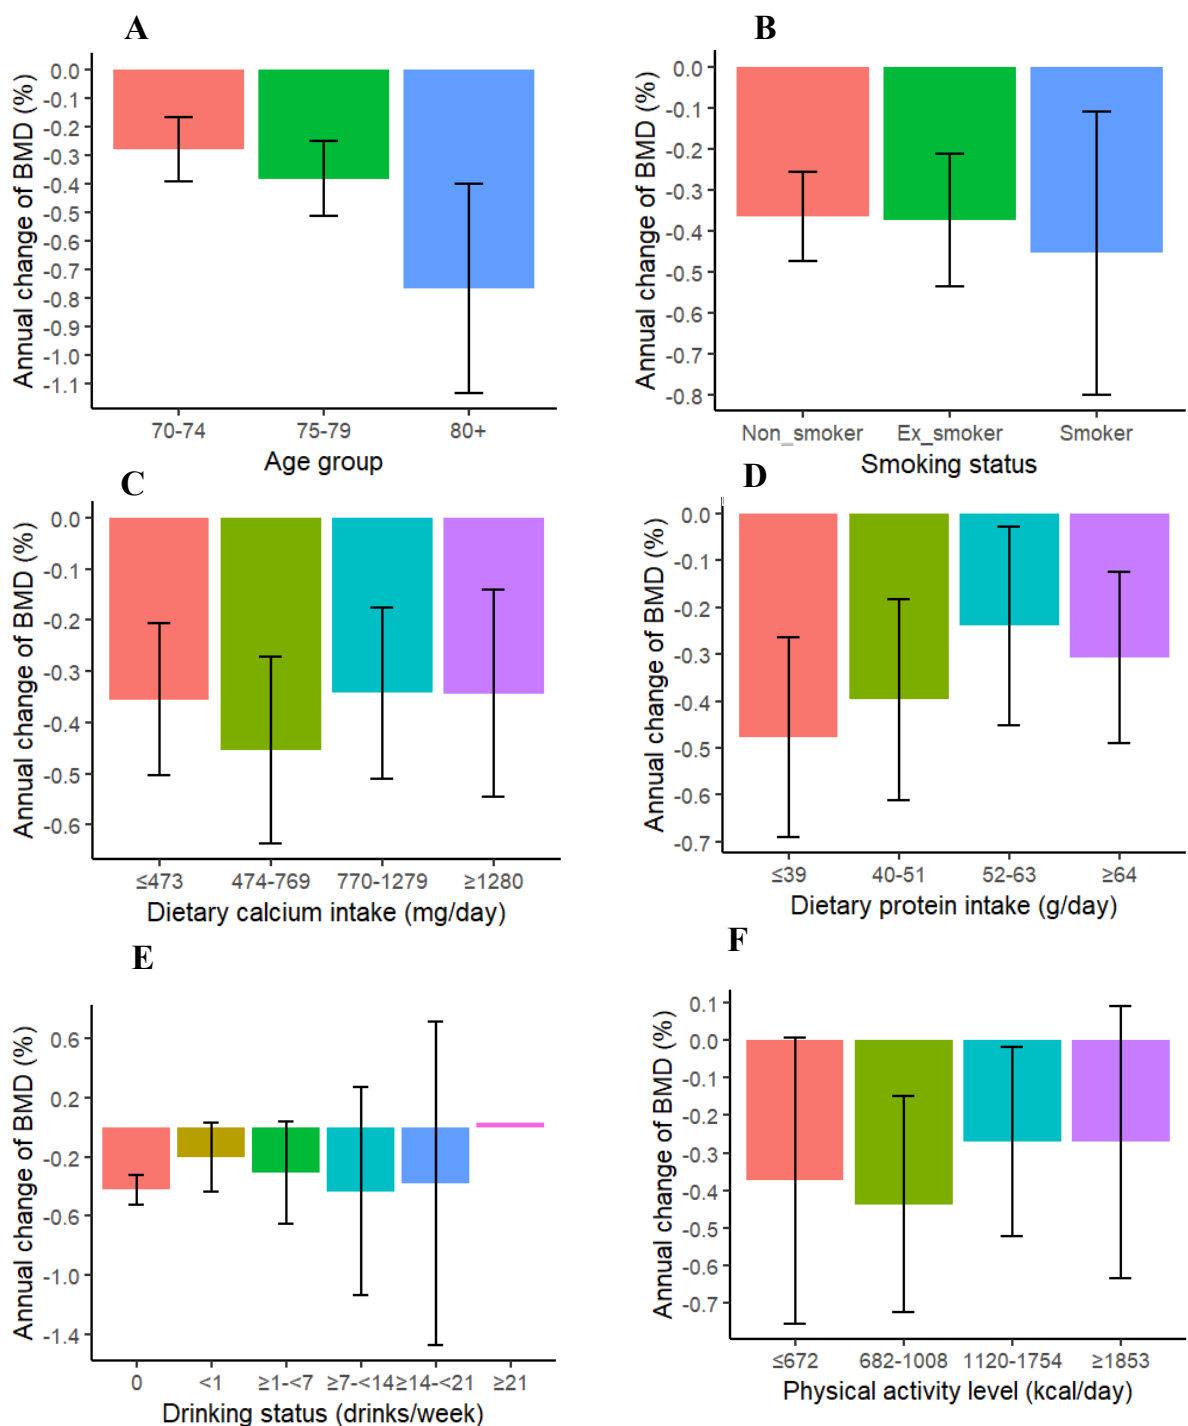 A
Annual change of BMD (%)
0.0
-0.1
-0.2
-0.3
-0.4
-0.5
-0.6
-0.7
-0.8
-0.9
-1.0
-1.1
70-74 75-79 80+
Age group
B
Annual change of BMD (%)
0.0
-0.1
-0.2
-0.3
-0.4
-0.5
-0.6
-0.7
-0.8
Non_smoker Ex_smoker Smoker
Smoking status
C
Annual change of BMD (%)
0.0
-0.1
-0.2
-0.3
-0.4
-0.5
-0.6
≤473 474-769 770-1279 ≥1280
Dietary calcium intake (mg/day)
D
Annual change of BMD (%)
0.0
-0.1
-0.2
-0.3
-0.4
-0.5
-0.6
-0.7
≤39 40-51 52-63 ≥64
Dietary protein intake (g/day)
E
Annual change of BMD (%)
0.6
0.2
-0.2
-0.6
-1.0
-1.4
0 <1 ≥1-<7 ≥7-<14 ≥14-<21 ≥21
Drinking status (drinks/week)
F
Annual change of BMD (%)
0.1
0.0
-0.1
-0.2
-0.3
-0.4
-0.5
-0.6
-0.7
≤672 682-1008 1120-1754 ≥1853
Physical activity level (kcal/day)